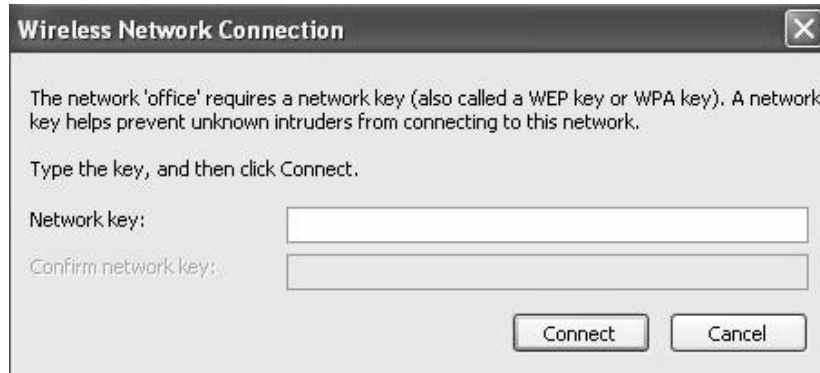 Wireless Network Connection
The network 'office' requires a network key (also called a WEP key or WPA key). A network
key helps prevent unknown intruders from connecting to this network.
Type the key, and then click Connect.
Network key:
Confirm network key:
Connect Cancel